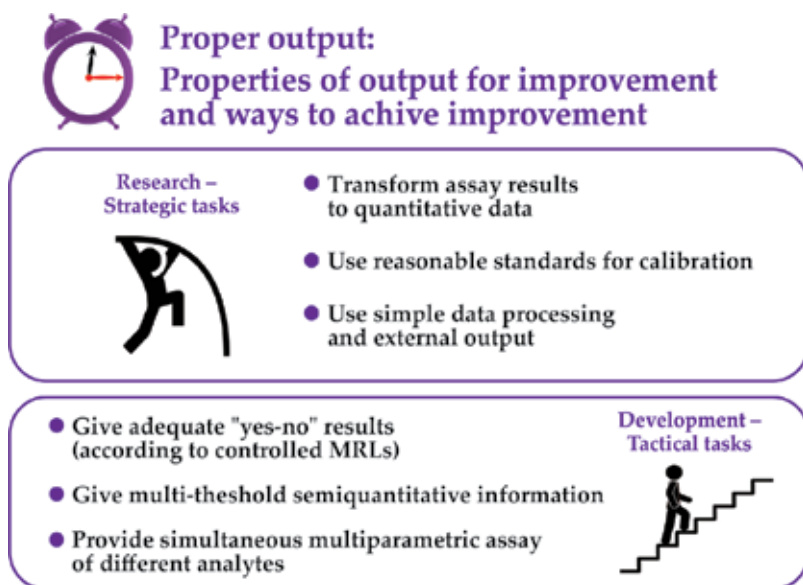 Proper output:
Properties of output for improvement
and ways to achive improvement
Research –
Strategic tasks
● Transform assay results
to quantitative data
● Use reasonable standards for calibration
● Use simple data processing
and external output
● Give adequate "yes-no" results
(according to controlled MRLs)
● Give multi-theshold semiquantitative information
● Provide simultaneous multiparametric assay
of different analytes
Development –
Tactical tasks